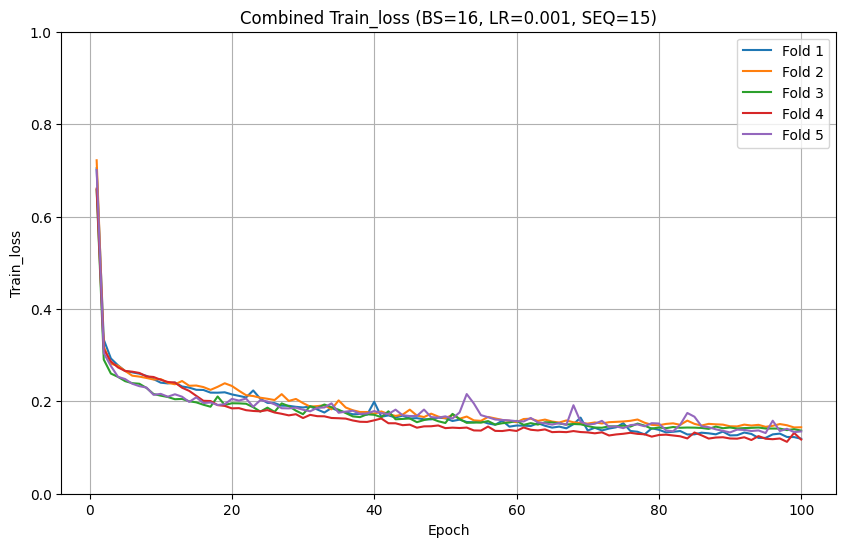 Combined Train_loss (BS=16, LR=0.001, SEQ=15)
1.0
0.8
0.6
0.4
0.2
0.0
Train_loss
0
20
40
60
80
100
Epoch
Fold 1
Fold 2
Fold 3
Fold 4
Fold 5